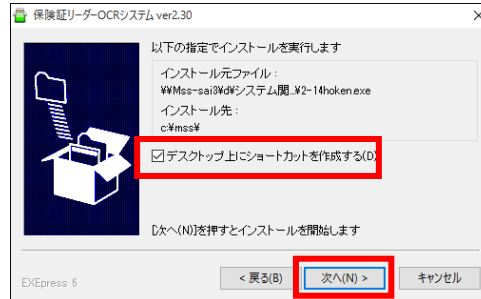 保険証リーダーOCRシステム ver2.30
以下の指定でインストールを実行します
インストール元ファイル：
¥¥Mss-sai3¥d¥システム関_¥2-14hoken.exe
インストール先：
c:¥mss¥
デスクトップ上にショートカットを作成する(D)
[次へ(N)]を押すとインストールを開始します
EXEpress 6
< 戻る(B) 次へ(N) > キャンセル